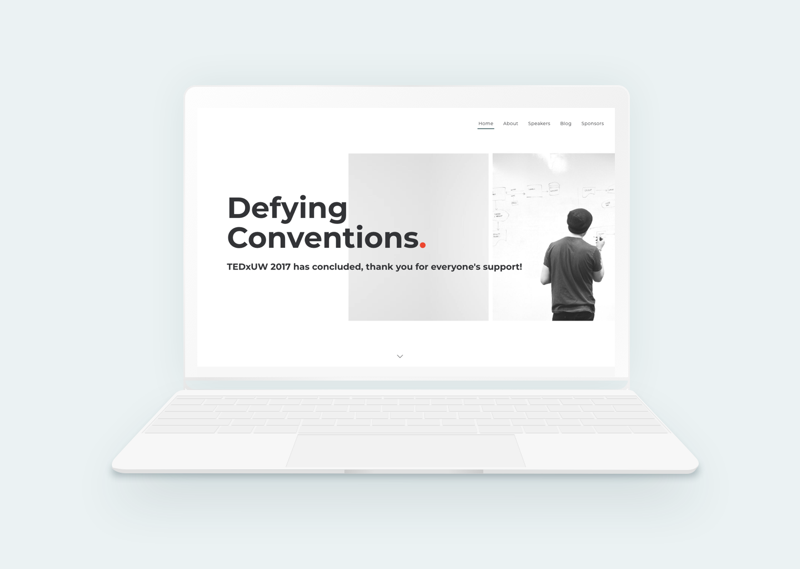 Home About Speakers Blog Sponsors
Defying
Conventions.
TEDxUW 2017 has concluded, thank you for everyone's support!